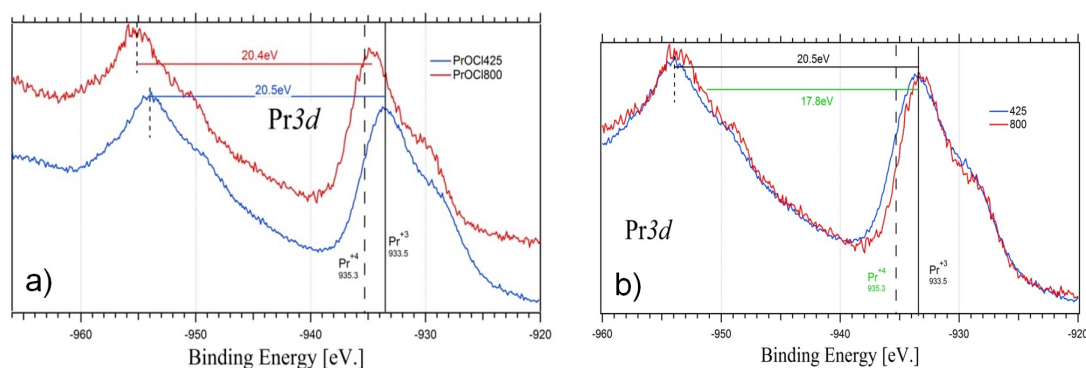 20.4eV
PrOCl425
PrOCl800
20.5eV
Pr3d
Pr+3
933.5
Pr+4
935.3
a)
-960
-950
-940
-930
-920
Binding Energy [eV.]
20.5eV
17.8eV
425
800
Pr3d
Pr+4
935.3
Pr+3
933.5
b)
-960
-950
-940
-930
-920
Binding Energy [eV.]